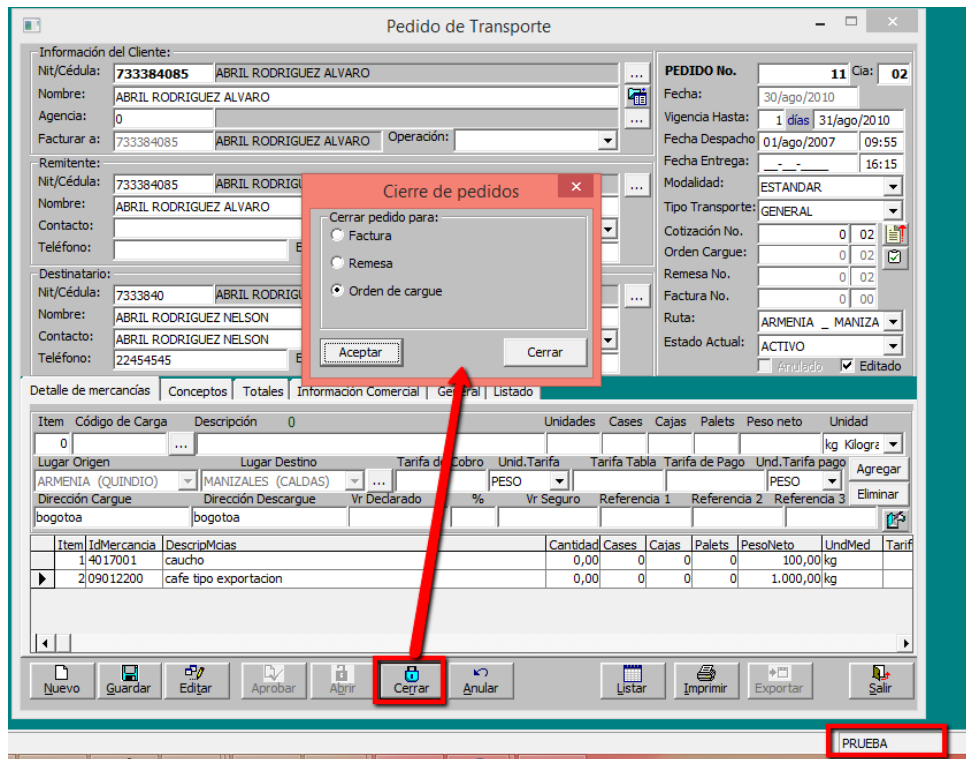 Pedido de Transporte
Información del Cliente:
Nit/Cédula: 733384085 ABRIL RODRIGUEZ ALVARO ...
Nombre: ABRIL RODRIGUEZ ALVARO
Agencia: 0 ...
Facturar a: 733384085 ABRIL RODRIGUEZ ALVARO Operación:
Remitente:
Nit/Cédula: 733384085 ABRIL RODRIGU ...
Nombre: ABRIL RODRIGUEZ ALVARO
Contacto:
Teléfono: E
Destinatario:
Nit/Cédula: 7333840 ABRIL RODRIGU ...
Nombre: ABRIL RODRIGUEZ NELSON
Contacto: ABRIL RODRIGUEZ NELSON
Teléfono: 22454545 E
PEDIDO No. 11 Cia: 02
Fecha: 30/ago/2010
Vigencia Hasta: 1 días 31/ago/2010
Fecha Despacho 01/ago/2007 09:55
Fecha Entrega: _-_-____ 16:15
Modalidad: ESTANDAR
Tipo Transporte: GENERAL
Cotización No. 0 02
Orden Cargue: 0 02
Remesa No. 0 02
Factura No. 0 00
Ruta: ARMENIA _ MANIZA
Estado Actual: ACTIVO
Anulado Editado
Cierre de pedidos
Cerrar pedido para:
Factura
Remesa
Orden de cargue
Aceptar Cerrar
Detalle de mercancías Conceptos Totales Información Comercial General Listado
Item Código de Carga Descripción 0 Unidades Cases Cajas Palets Peso neto Unidad
0 ... kg Kilogra
Lugar Origen Lugar Destino Tarifa de Cobro Unid.Tarifa Tarifa Tabla Tarifa de Pago Und.Tarifa pago Agregar
ARMENIA (QUINDIO) MANIZALES (CALDAS) ... PESO PESO
Dirección Cargue Dirección Descargue Vr Declarado % Vr Seguro Referencia 1 Referencia 2 Referencia 3 Eliminar
bogotoa bogotoa
Item IdMercancia DescripMcias Cantidad Cases Cajas Palets PesoNeto UndMed Tarif
1 4017001 caucho 0,00 0 0 0 100,00 kg
2 09012200 cafe tipo exportacion 0,00 0 0 0 1.000,00 kg
Nuevo Guardar Editar Aprobar Abrir Cerrar Anular Listar Imprimir Exportar Salir
PRUEBA